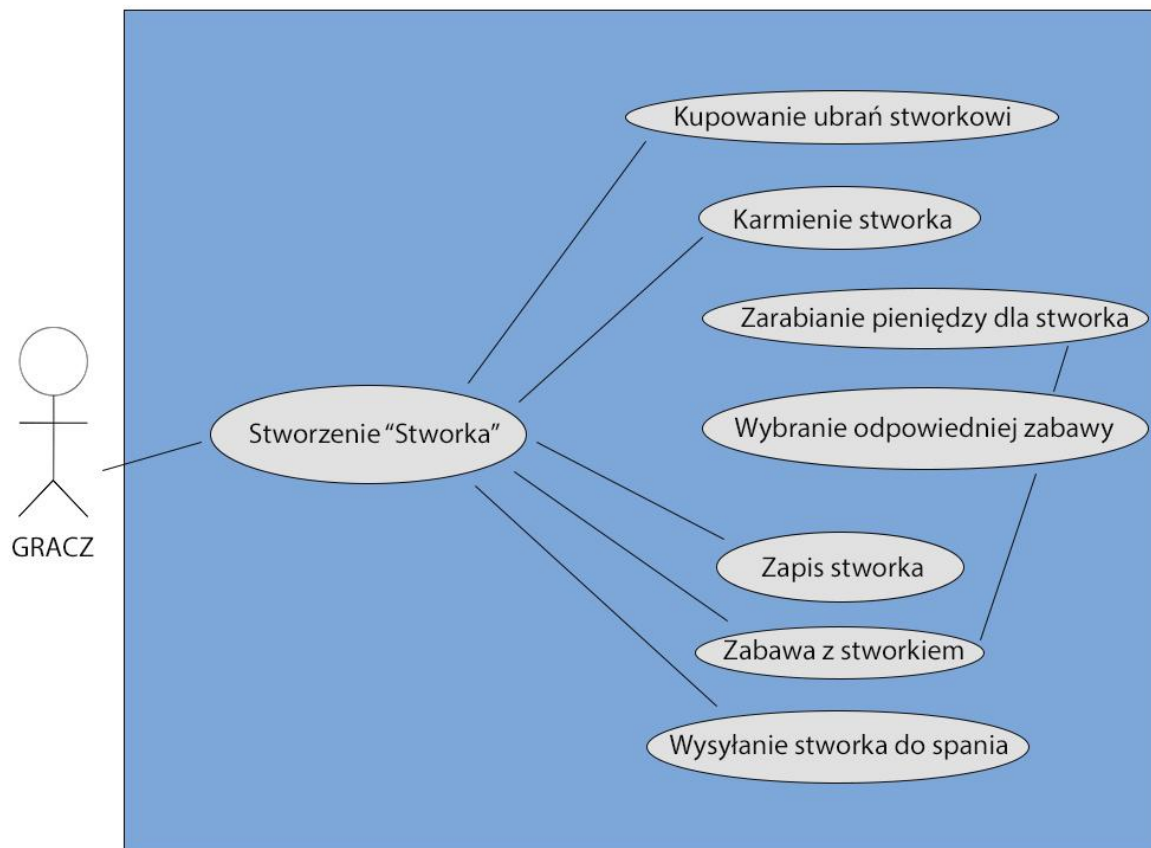 Kupowanie ubrań stworkowi
Karmienie stworka
Zarabianie pieniędzy dla stworka
Wybranie odpowiedniej zabawy
Stworzenie “Stworka”
GRACZ
Zapis stworka
Zabawa z stworkiem
Wysyłanie stworka do spania